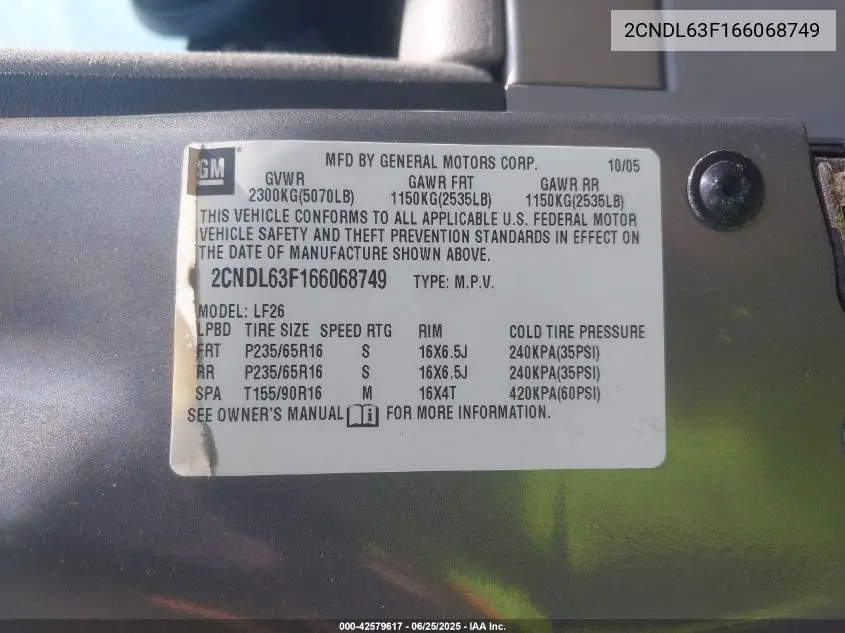 2CNDL63F166068749
GM
MFD BY GENERAL MOTORS CORP. 10/05
GVWR GAWR FRT GAWR RR
2300KG(5070LB) 1150KG(2535LB) 1150KG(2535LB)
THIS VEHICLE CONFORMS TO ALL APPLICABLE U.S. FEDERAL MOTOR
VEHICLE SAFETY AND THEFT PREVENTION STANDARDS IN EFFECT ON
THE DATE OF MANUFACTURE SHOWN ABOVE.
2CNDL63F166068749 TYPE: M.P.V.
MODEL: LF26
LPBD TIRE SIZE SPEED RTG RIM COLD TIRE PRESSURE
FRT P235/65R16 S 16X6.5J 240KPA(35PSI)
RR P235/65R16 S 16X6.5J 240KPA(35PSI)
SPA T155/90R16 M 16X4T 420KPA(60PSI)
SEE OWNER'S MANUAL i FOR MORE INFORMATION.
000-42579617 - 06/25/2025 - IAA Inc.